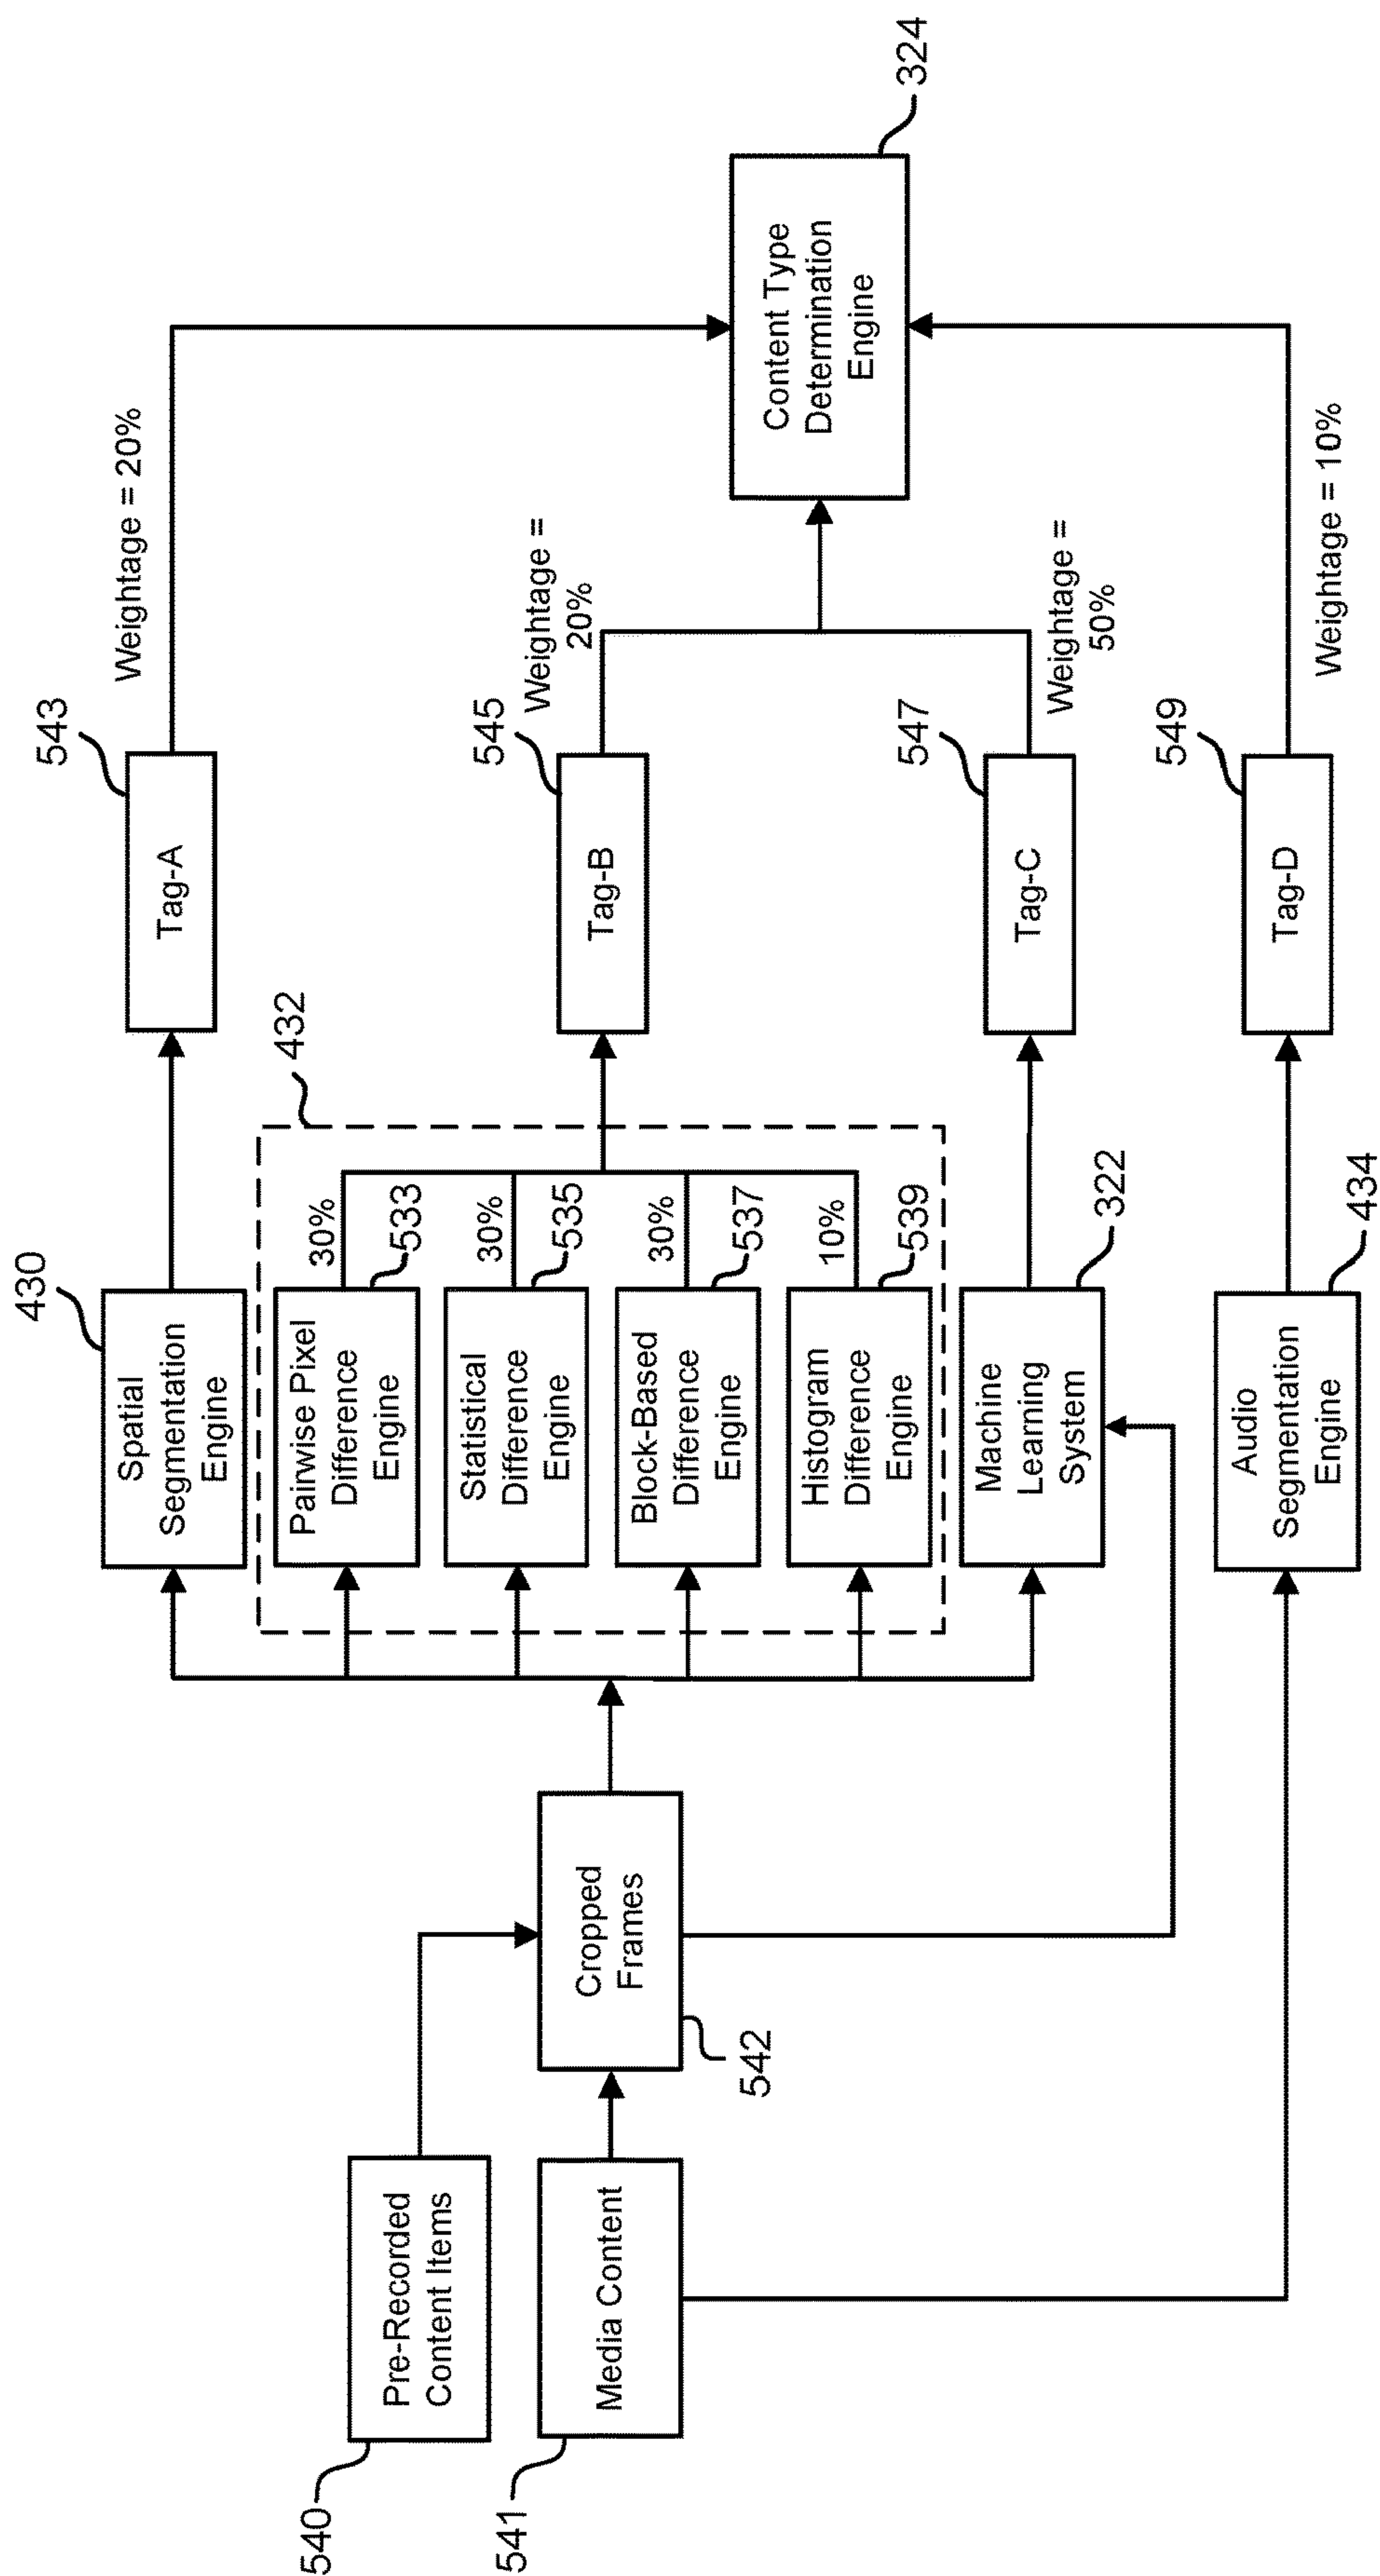 540
Pre-Recorded
Content Items
541
Media Content
Cropped
Frames
542
430
Spatial
Segmentation
Engine
432
Pairwise Pixel
Difference
Engine
30%
533
Statistical
Difference
Engine
30%
535
Block-Based
Difference
Engine
30%
537
Histogram
Difference
Engine
10%
539
Machine
Learning
System
322
Audio
Segmentation
Engine
434
543
Tag-A
Weightage = 20%
545
Tag-B
Weightage =
20%
547
Tag-C
Weightage =
50%
549
Tag-D
Weightage = 10%
Content Type
Determination
Engine
324